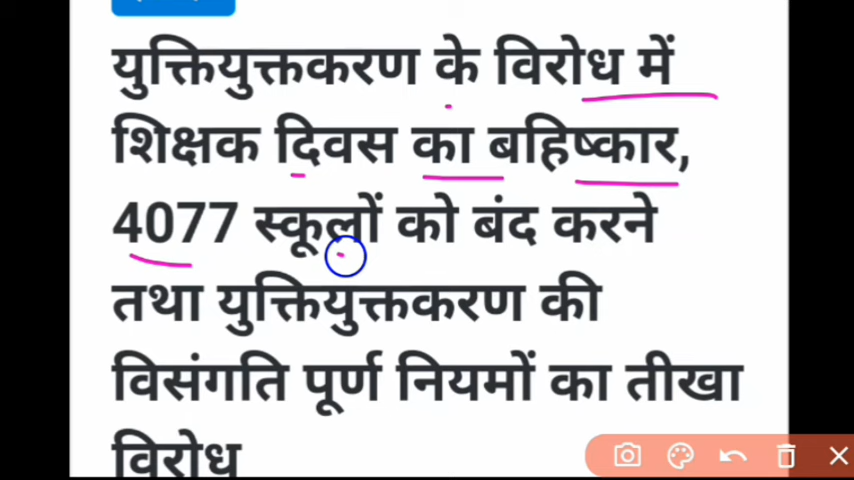 युक्तियुक्तकरण के विरोध में
शिक्षक दिवस का बहिष्कार,
4077 स्कूलों को बंद करने
तथा युक्तियुक्तकरण की
विसंगति पूर्ण नियमों का तीखा
विरोध